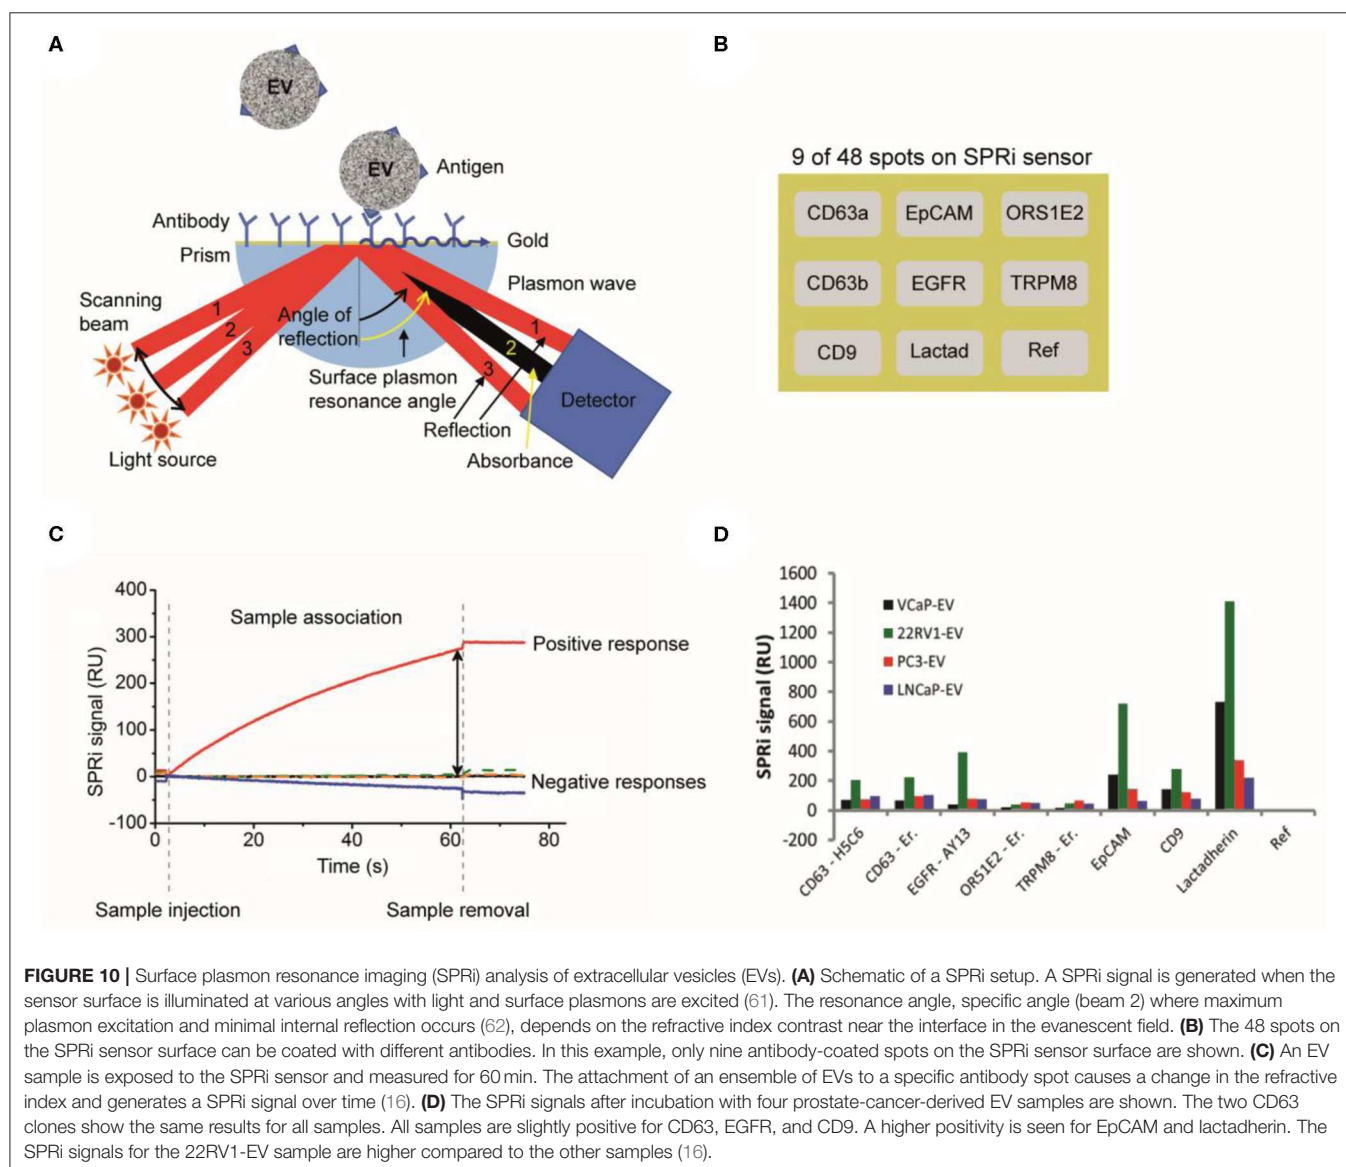 A
EV
EV
Antigen
Antibody
Prism
Gold
Plasmon wave
Scanning
beam
1
2
3
Angle of
reflection
1
2
3
Surface plasmon
resonance angle
Reflection
Absorbance
Detector
Light source
B
9 of 48 spots on SPRi sensor
CD63a EpCAM ORS1E2
CD63b EGFR TRPM8
CD9 Lactad Ref
C
SPRi signal (RU)
400
300
200
100
0
-100
Sample association
Positive response
Negative responses
0 20 40 60 80
Time (s)
Sample injection
Sample removal
D
SPRi signal (RU)
1600
1400
1200
1000
800
600
400
200
0
-200
VCaP-EV
22RV1-EV
PC3-EV
LNCaP-EV
CD63 - H5C6
CD63 - Er.
EGFR - AY13
OR51E2 - Er.
TRPM8 - Er.
EpCAM
CD9
Lactadherin
Ref
FIGURE 10 | Surface plasmon resonance imaging (SPRi) analysis of extracellular vesicles (EVs). (A) Schematic of a SPRi setup. A SPRi signal is generated when the
sensor surface is illuminated at various angles with light and surface plasmons are excited (61). The resonance angle, specific angle (beam 2) where maximum
plasmon excitation and minimal internal reflection occurs (62), depends on the refractive index contrast near the interface in the evanescent field. (B) The 48 spots on
the SPRi sensor surface can be coated with different antibodies. In this example, only nine antibody-coated spots on the SPRi sensor surface are shown. (C) An EV
sample is exposed to the SPRi sensor and measured for 60 min. The attachment of an ensemble of EVs to a specific antibody spot causes a change in the refractive
index and generates a SPRi signal over time (16). (D) The SPRi signals after incubation with four prostate-cancer-derived EV samples are shown. The two CD63
clones show the same results for all samples. All samples are slightly positive for CD63, EGFR, and CD9. A higher positivity is seen for EpCAM and lactadherin. The
SPRi signals for the 22RV1-EV sample are higher compared to the other samples (16).